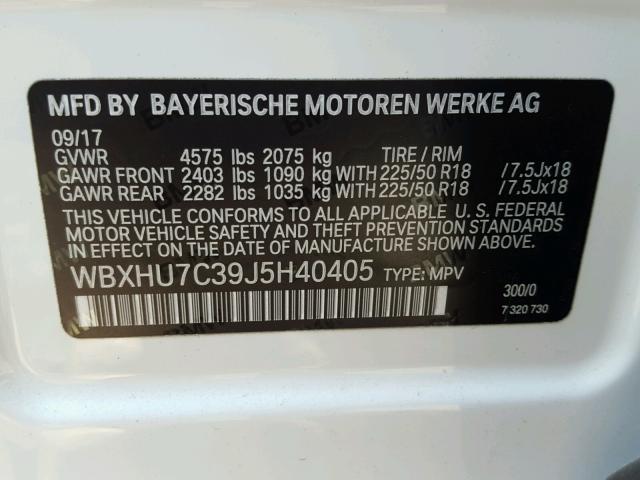 MFD BY BAYERISCHE MOTOREN WERKE AG
09/17
GVWR 4575 lbs 2075 kg TIRE / RIM
GAWR FRONT 2403 lbs 1090 kg WITH 225/50 R18 /7.5Jx18
GAWR REAR 2282 lbs 1035 kg WITH 225/50 R18 /7.5Jx18
THIS VEHICLE CONFORMS TO ALL APPLICABLE U. S. FEDERAL
MOTOR VEHICLE SAFETY AND THEFT PREVENTION STANDARDS
IN EFFECT ON THE DATE OF MANUFACTURE SHOWN ABOVE.
WBXHU7C39J5H40405 TYPE: MPV
300/0
7 320 730